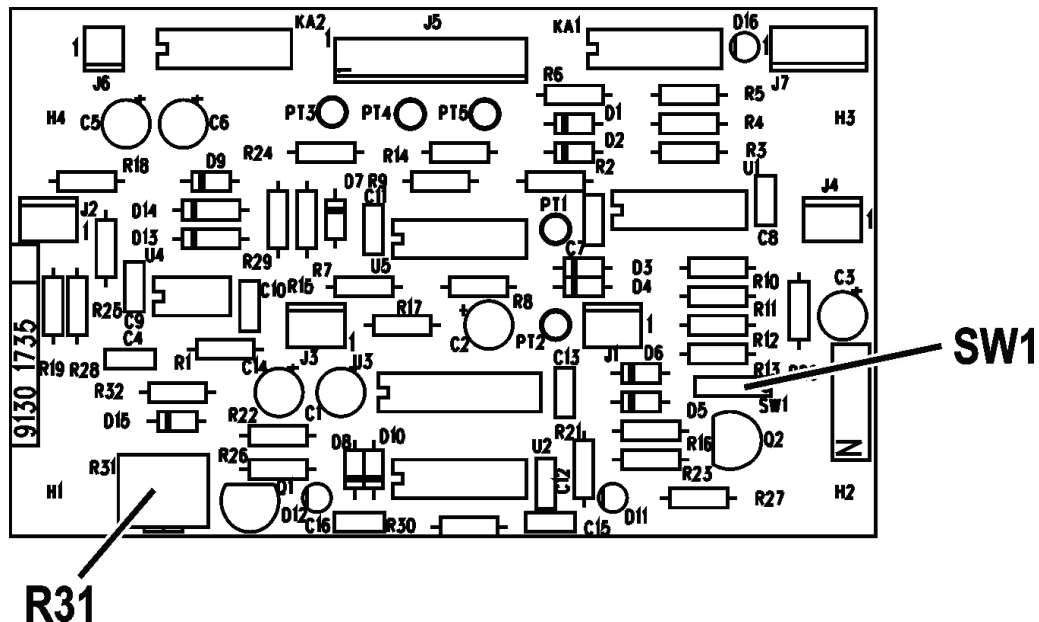 KA2 J5 KA1 D16
1 1 1
J6 J7
R6 R5
H4 C5 C6 PT3 PT4 PT5 D1 R4 H3
D2
R18 D9 R24 R14 R3
R2 U1
J2 D14 D7 R9 C11 PT1 J4
1 D13 1
U4 R29 R7 U5 C7 C8
R25 C10 R15 D3 R10 C3
C9 R17 R8 D4 R11
C4 C2 PT2 1 R12
R19 R28 R1 C14 J3 1 U3 C13 J1 D6 R13
SW1
R32 C1 SW1
D15 R22 D5 Q2
R26 D8 D10 R21 U2 R16
R31 R23
9130 1735
H1 Q1 C12 R27 H2
D12 C16 R30 C15 D11
N
R31